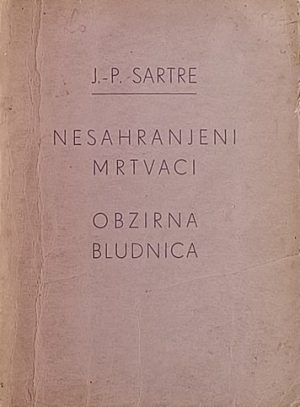 J.-P. SARTRE
NESAHRANJENI
MRTVACI
OBZIRNA
BLUDNICA